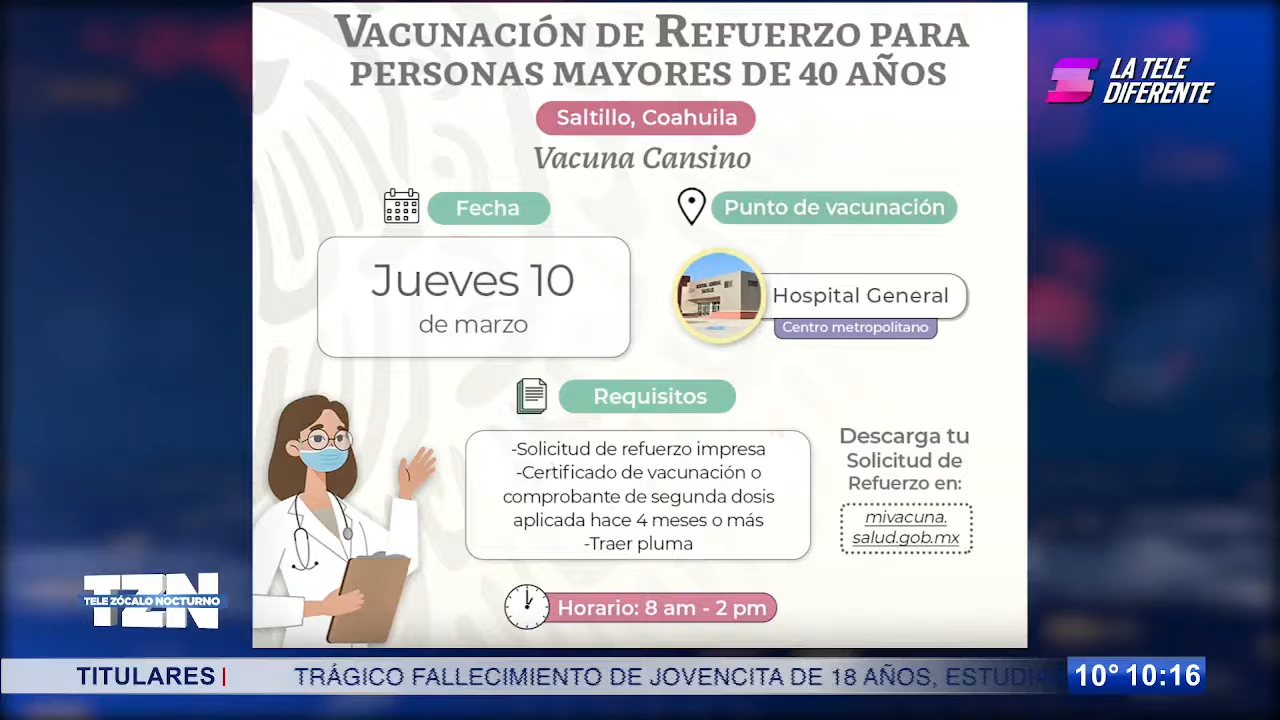 VACUNACIÓN DE REFUERZO PARA
PERSONAS MAYORES DE 40 AÑOS
Saltillo, Coahuila
Vacuna Cansino
Fecha
Punto de vacunación
Jueves 10
de marzo
HOSPITAL GENERAL
Hospital General
Centro metropolitano
Requisitos
-Solicitud de refuerzo impresa
-Certificado de vacunación o
comprobante de segunda dosis
aplicada hace 4 meses o más
-Traer pluma
Descarga tu
Solicitud de
Refuerzo en:
mivacuna.
salud.gob.mx
Horario: 8 am - 2 pm
LA TELE
DIFERENTE
TZN
TELE ZÓCALO NOCTURNO
TITULARES
TRÁGICO FALLECIMIENTO DE JOVENCITA DE 18 AÑOS, ESTUDIA
10° 10:16